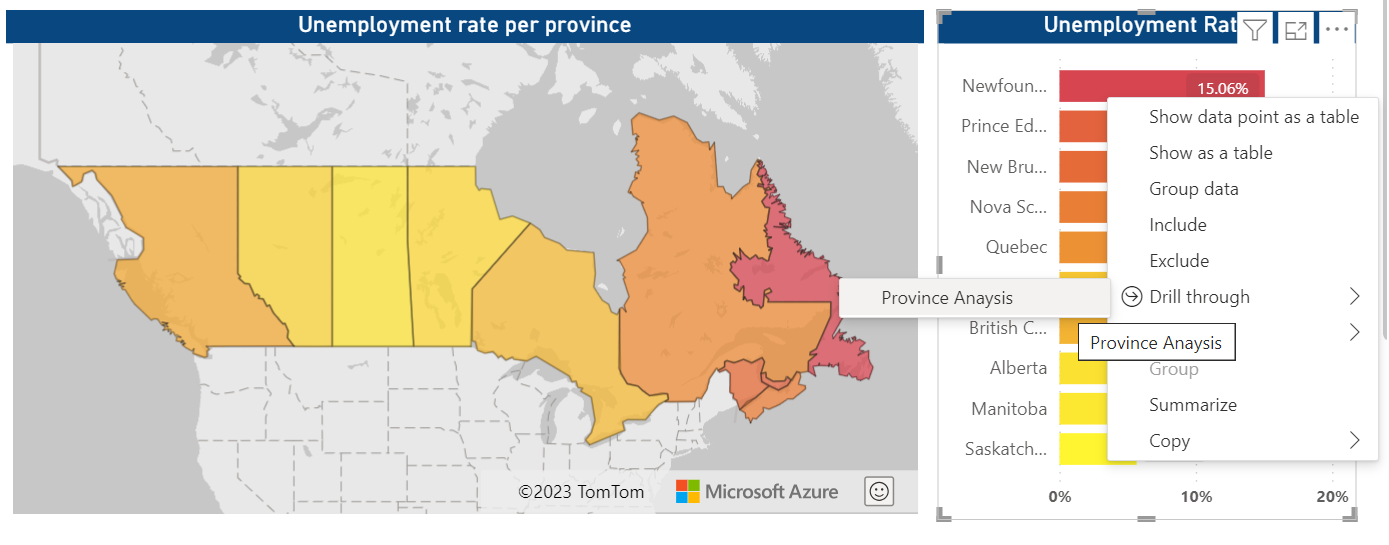 Unemployment rate per province
©2023 TomTom
Microsoft Azure
Unemployment Rat
Newfoun...
15.06%
Prince Ed...
New Bru...
Nova Sc...
Quebec
British C...
Alberta
Manitoba
Saskatch...
0%
10%
20%
Show data point as a table
Show as a table
Group data
Include
Exclude
Drill through
Group
Summarize
Copy
Province Anaysis
Province Anaysis